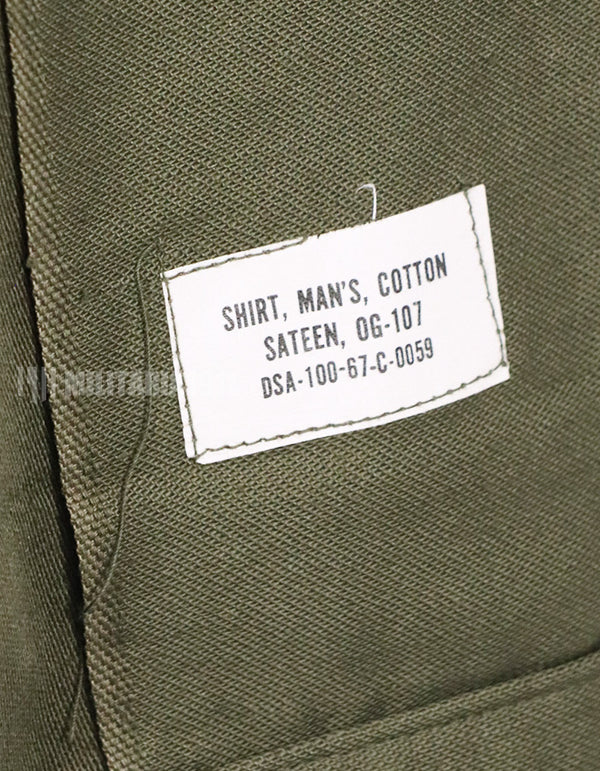 SHIRT, MAN'S, COTTON
SATEEN, OG-107
DSA-100-67-C-0059